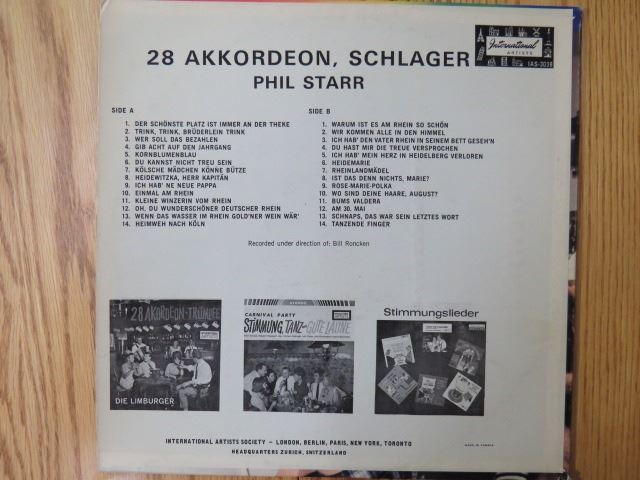 28 AKKORDEON, SCHLAGER
PHIL STARR
International
ARTISTS
IAS-3039
SIDE A
1. DER SCHÖNSTE PLATZ IST IMMER AN DER THEKE
2. TRINK, TRINK, BRÜDERLEIN TRINK
3. WER SOLL DAS BEZAHLEN
4. GIB ACHT AUF DEN JAHRGANG
5. KORNBLUMENBLAU
6. DU KANNST NICHT TREU SEIN
7. KÖLSCHE MÄDCHEN KÖNNE BÜTZE
8. HEIDEWITZKA, HERR KAPITÄN
9. ICH HAB' NE NEUE PAPPA
10. EINMAL AM RHEIN
11. KLEINE WINZERIN VOM RHEIN
12. OH, DU WUNDERSCHÖNER DEUTSCHER RHEIN
13. WENN DAS WASSER IM RHEIN GOLD'NER WEIN WÄR'
14. HEIMWEH NACH KÖLN
SIDE B
1. WARUM IST ES AM RHEIN SO SCHÖN
2. WIR KOMMEN ALLE IN DEN HIMMEL
3. ICH HAB' DEN VATER RHEIN IN SEINEM BETT GESEH'N
4. DU HAST MIR DIE TREUE VERSPROCHEN
5. ICH HAB' MEIN HERZ IN HEIDELBERG VERLOREN
6. HEIDEMARIE
7. RHEINLANDMÄDEL
8. IST DAS DENN NICHTS, MARIE?
9. ROSE-MARIE-POLKA
10. WO SIND DEINE HAARE, AUGUST?
11. BUMS VALDERA
12. AM 30. MAI
13. SCHNAPS, DAS WAR SEIN LETZTES WORT
14. TANZENDE FINGER
Recorded under direction of: Bill Roncken
28 AKORDEON-TRÜMPFE
DIE LIMBURGER
STEREO
CARNIVAL PARTY
STIMMUNG, TANZ-GUTE LAUNE
Stimmungslieder
INTERNATIONAL ARTISTS SOCIETY – LONDON, BERLIN, PARIS, NEW YORK, TORONTO
HEADQUARTERS ZURICH, SWITZERLAND
MADE IN CANADA